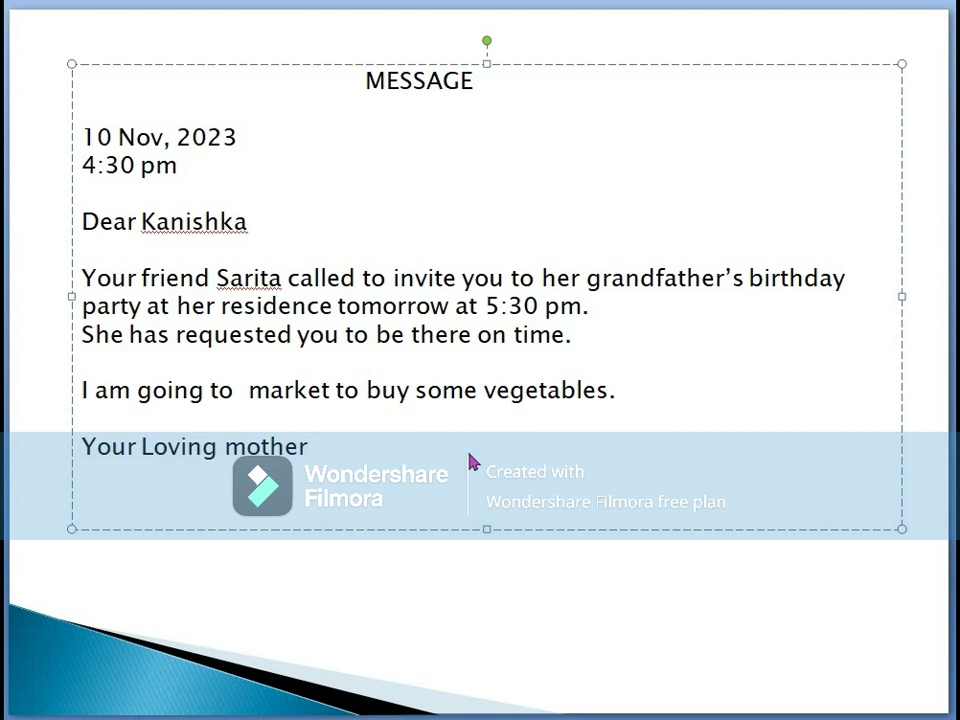 MESSAGE
10 Nov, 2023
4:30 pm
Dear Kanishka
Your friend Sarita called to invite you to her grandfather’s birthday
party at her residence tomorrow at 5:30 pm.
She has requested you to be there on time.
I am going to  market to buy some vegetables.
Your Loving mother
Wondershare
Filmora
Created with
Wondershare Filmora free plan